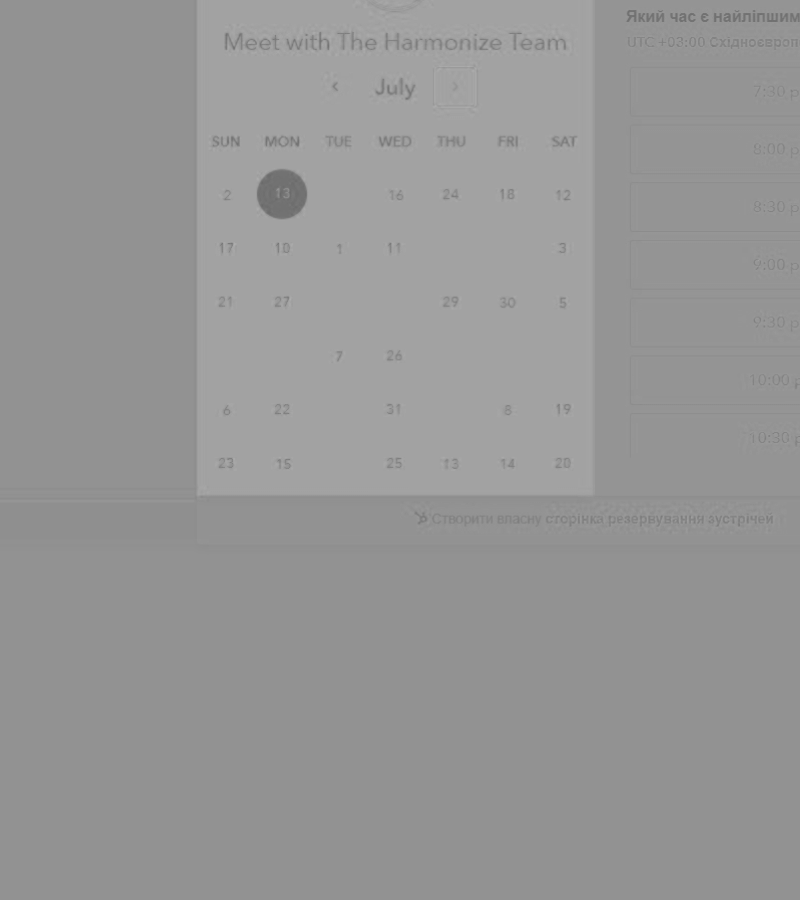 Meet with The Harmonize Team
July
SUN MON TUE WED THU FRI SAT
2 13 16 24 18 12
17 10 1 11 3
21 27 29 30 5
7 26
6 22 31 8 19
23 15 25 13 14 20
Який час є найліпшим
UTC +03:00 Східноєвроп
7:30 p
8:00 p
8:30 p
9:00 p
9:30 p
10:00 p
10:30 p
Створити власну сторінка резервування зустрічей